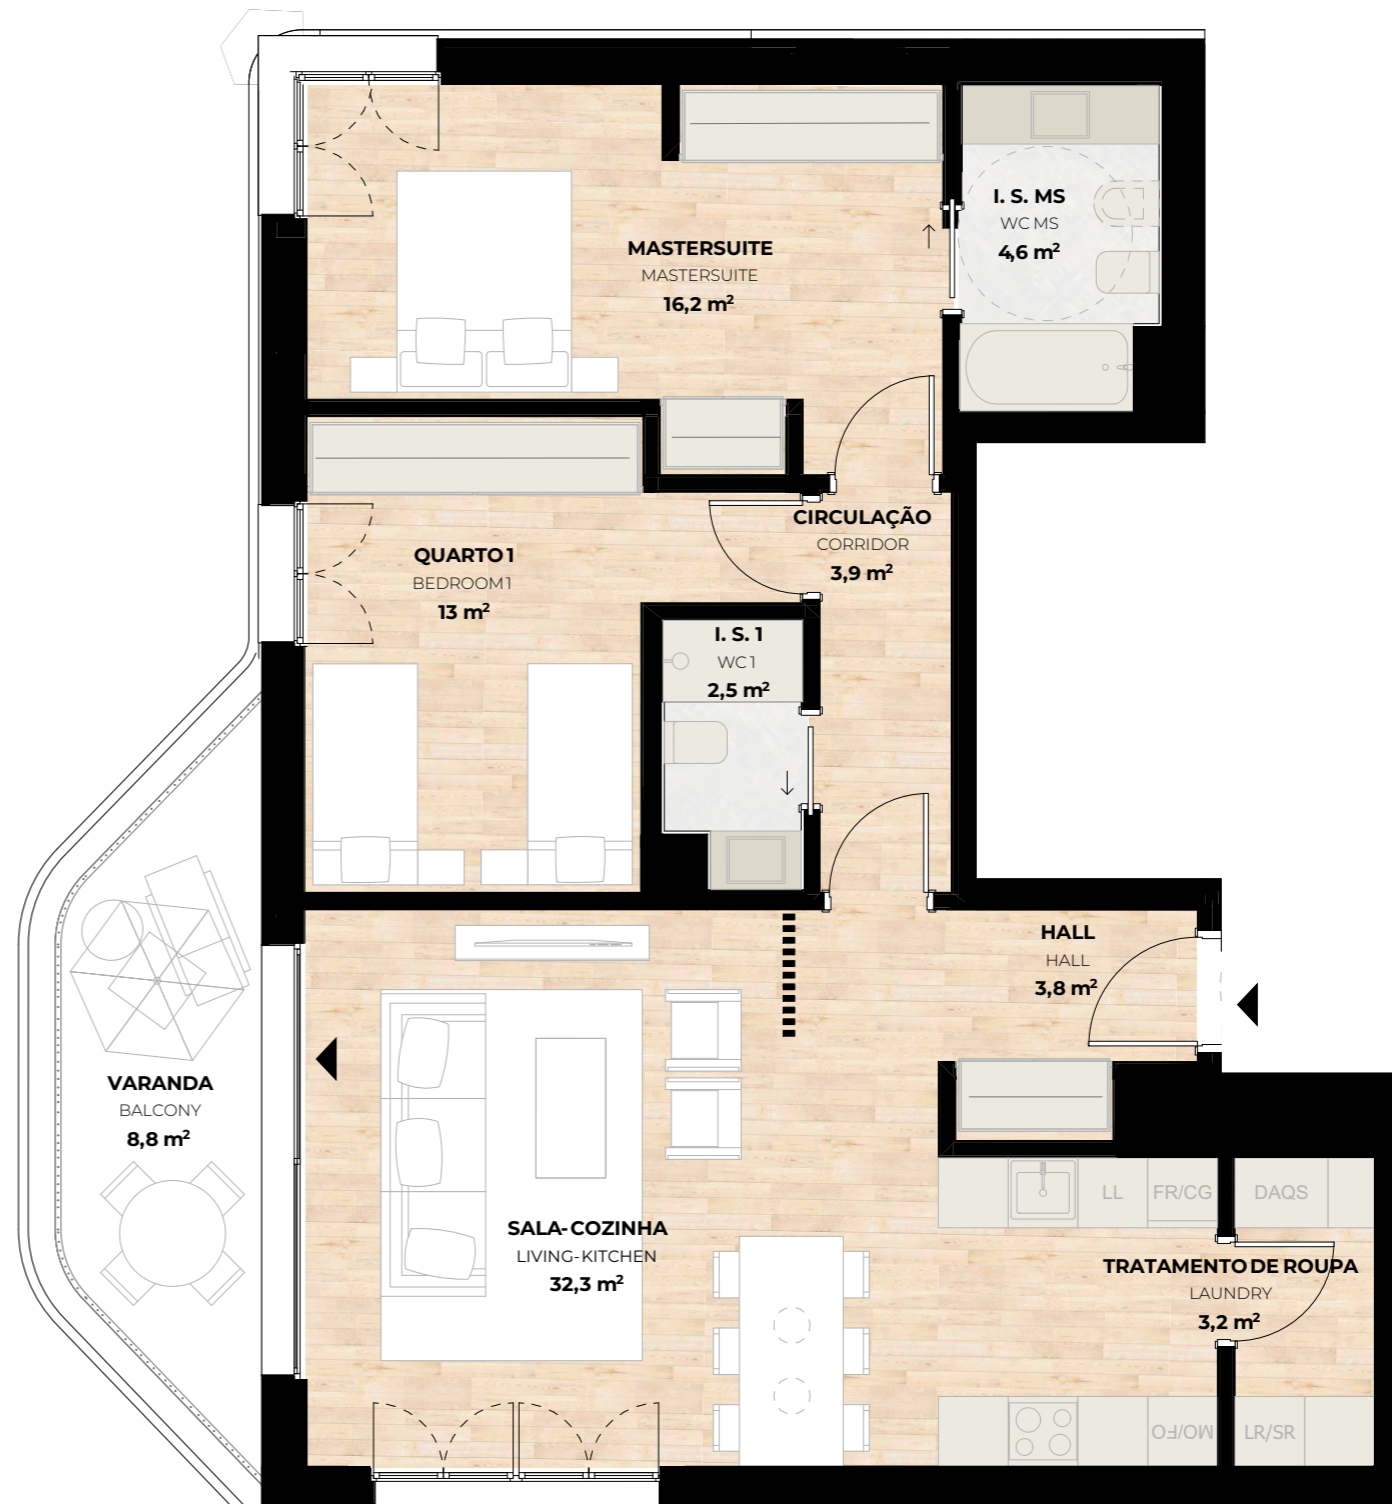 I. S. MS
WC MS
4,6 m²
MASTERSUITE
MASTERSUITE
16,2 m²
CIRCULAÇÃO
CORRIDOR
3,9 m²
QUARTO 1
BEDROOM 1
13 m²
I. S. 1
WC 1
2,5 m²
HALL
HALL
3,8 m²
VARANDA
BALCONY
8,8 m²
LL
FR/CG
DAQS
SALA-COZINHA
LIVING-KITCHEN
32,3 m²
TRATAMENTO DE ROUPA
LAUNDRY
3,2 m²
MO/FO
LR/SR